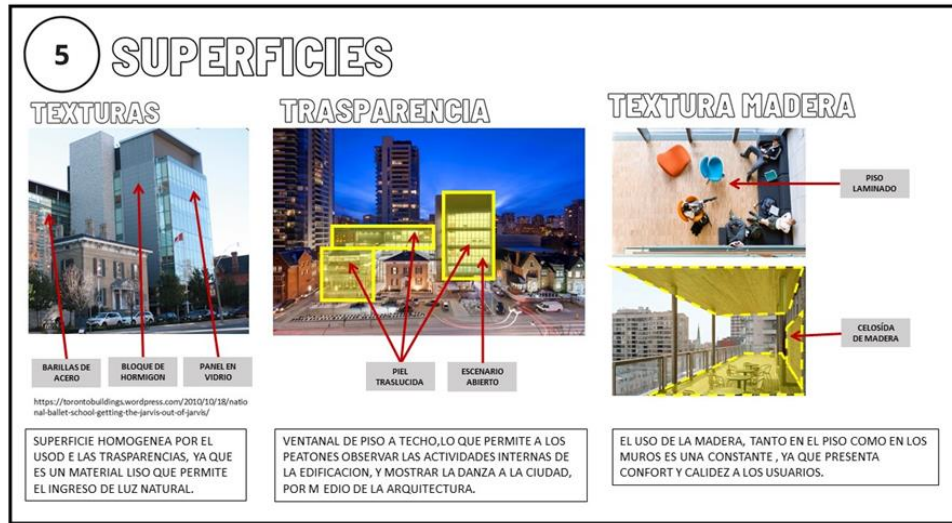 5
SUPERFICIES
TEXTURAS
BARILLAS DE
ACERO
BLOQUE DE
HORMIGON
PANEL EN
VIDRIO
https://torontobuildings.wordpress.com/2010/10/18/natio
nal-ballet-school-getting-the-jarvis-out-of-jarvis/
SUPERFICIE HOMOGENEA POR EL
USOD E LAS TRASPARENCIAS, YA QUE
ES UN MATERIAL LISO QUE PERMITE
EL INGRESO DE LUZ NATURAL.
TRASPARENCIA
PIEL
TRASLUCIDA
ESCENARIO
ABIERTO
VENTANAL DE PISO A TECHO,LO QUE PERMITE A LOS
PEATONES OBSERVAR LAS ACTIVIDADES INTERNAS DE
LA EDIFICACION, Y MOSTRAR LA DANZA A LA CIUDAD,
POR M EDIO DE LA ARQUITECTURA.
TEXTURA MADERA
PISO
LAMINADO
CELOSÍDA
DE MADERA
EL USO DE LA MADERA, TANTO EN EL PISO COMO EN LOS
MUROS ES UNA CONSTANTE , YA QUE PRESENTA
CONFORT Y CALIDEZ A LOS USUARIOS.